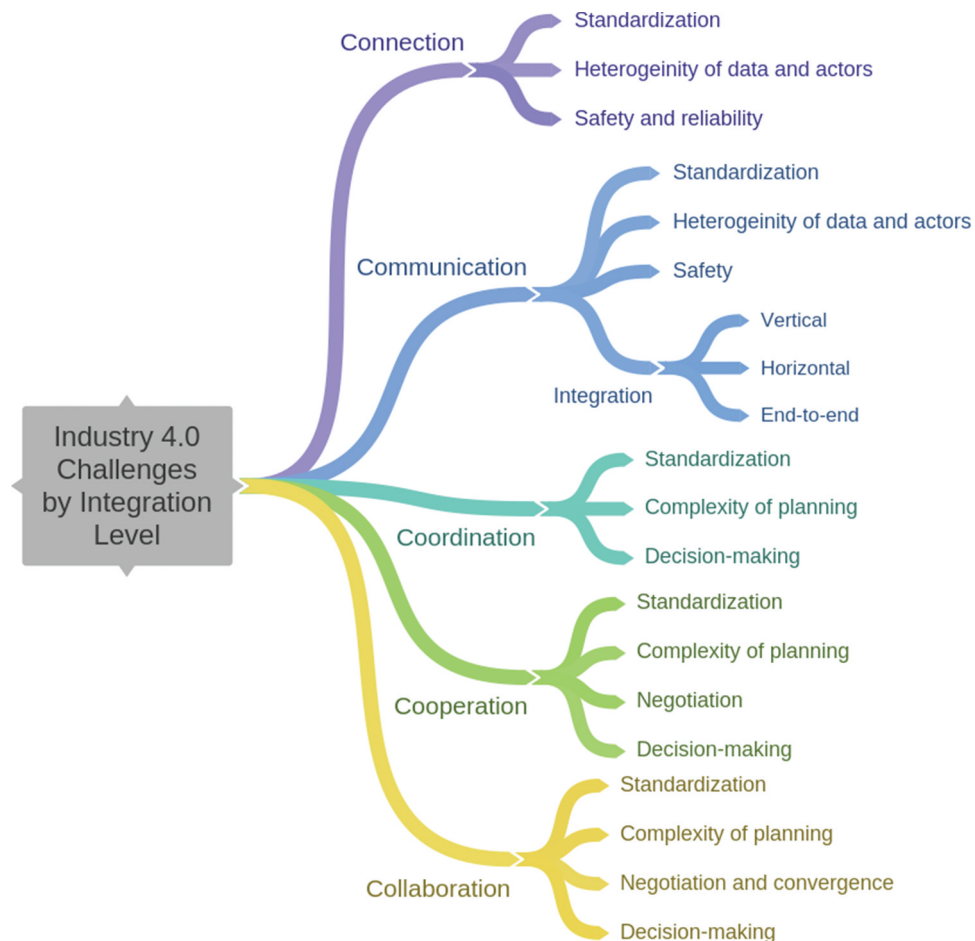 Industry 4.0
Challenges
by Integration
Level
Connection
Standardization
Heterogeinity of data and actors
Safety and reliability
Communication
Standardization
Heterogeinity of data and actors
Safety
Integration
Vertical
Horizontal
End-to-end
Coordination
Standardization
Complexity of planning
Decision-making
Cooperation
Standardization
Complexity of planning
Negotiation
Decision-making
Collaboration
Standardization
Complexity of planning
Negotiation and convergence
Decision-making